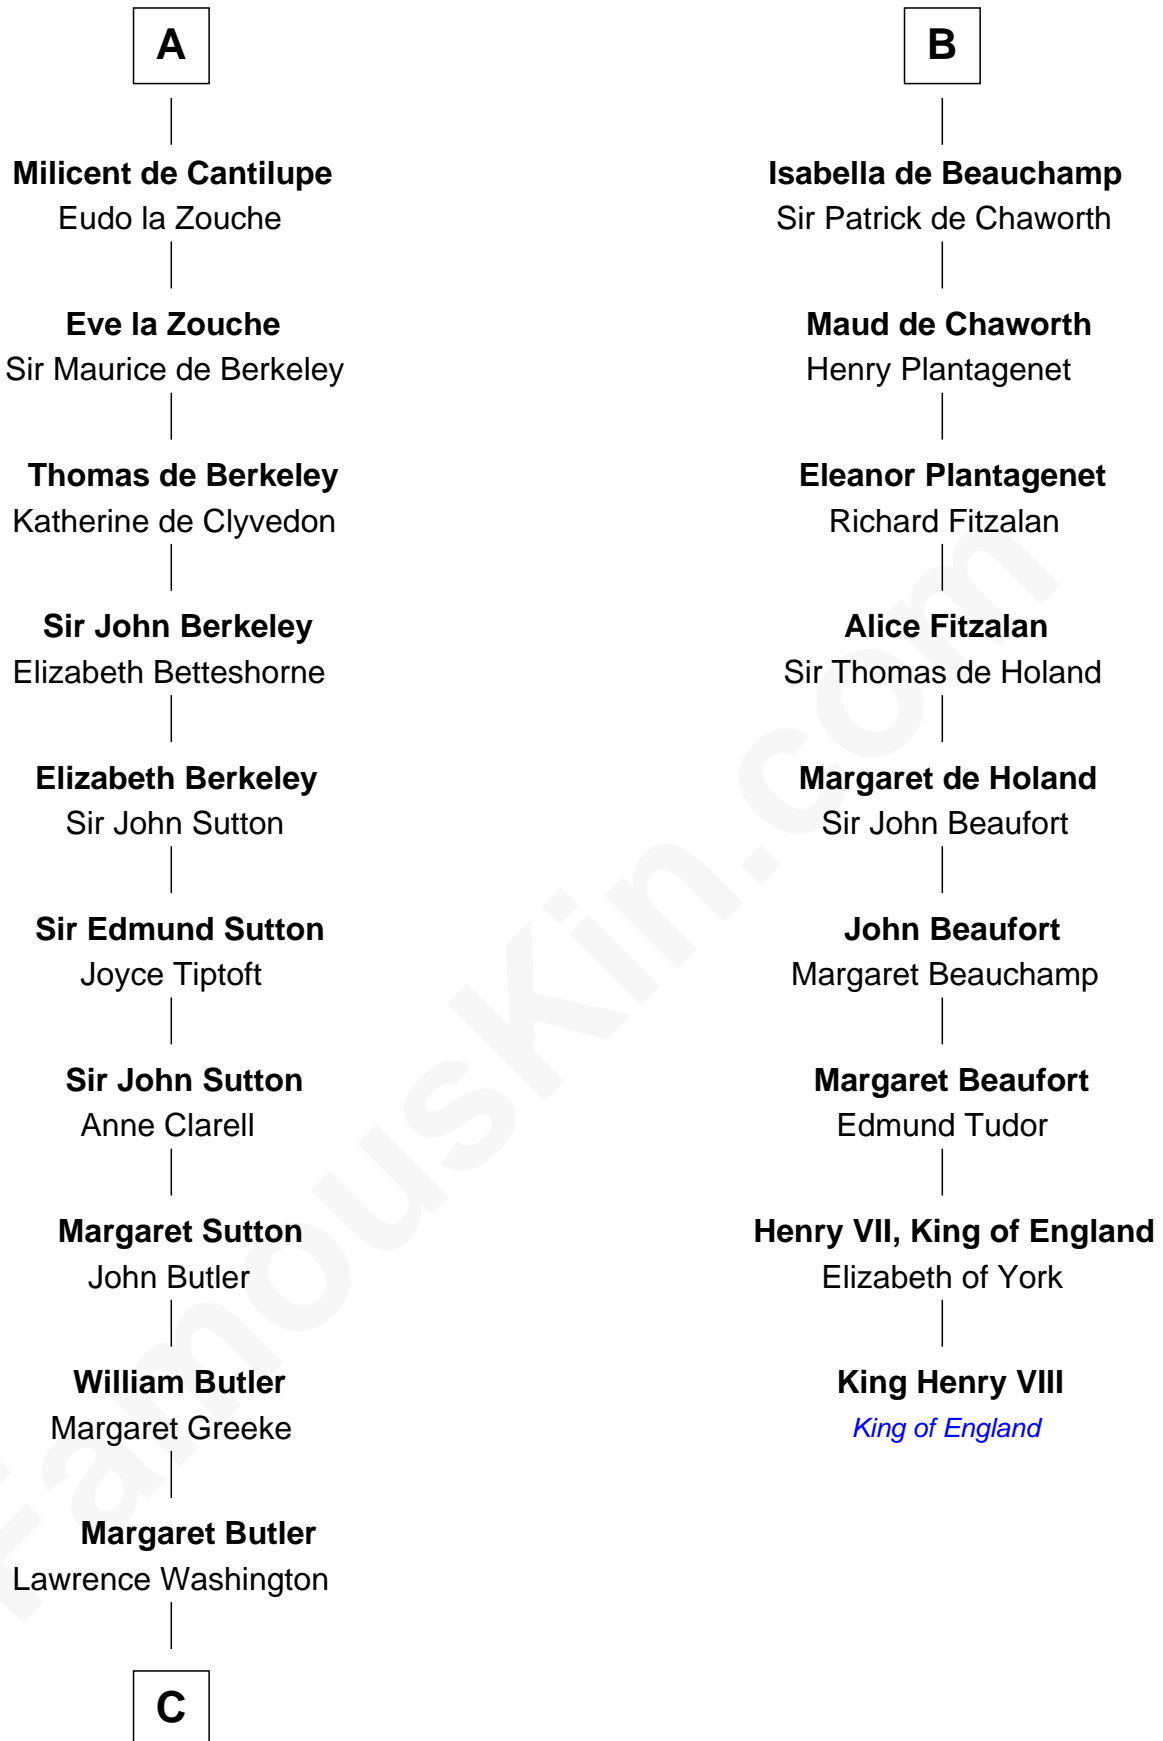 A
Milicent de Cantilupe
Eudo la Zouche
Eve la Zouche
Sir Maurice de Berkeley
Thomas de Berkeley
Katherine de Clyvedon
Sir John Berkeley
Elizabeth Betteshorne
Elizabeth Berkeley
Sir John Sutton
Sir Edmund Sutton
Joyce Tiptoft
Sir John Sutton
Anne Clarell
Margaret Sutton
John Butler
William Butler
Margaret Greeke
Margaret Butler
Lawrence Washington
C
B
Isabella de Beauchamp
Sir Patrick de Chaworth
Maud de Chaworth
Henry Plantagenet
Eleanor Plantagenet
Richard Fitzalan
Alice Fitzalan
Sir Thomas de Holand
Margaret de Holand
Sir John Beaufort
John Beaufort
Margaret Beauchamp
Margaret Beaufort
Edmund Tudor
Henry VII, King of England
Elizabeth of York
King Henry VIII
King of England
FamousKin.com